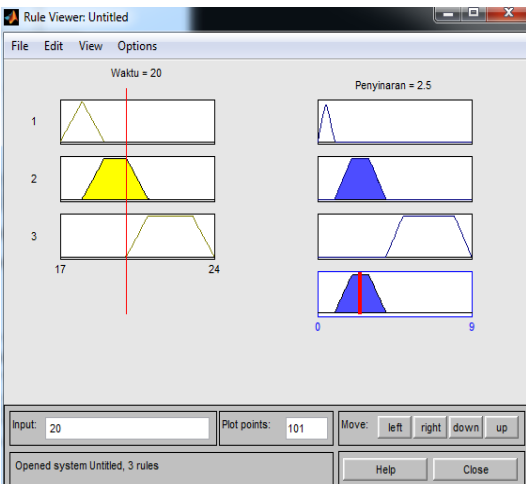 Rule Viewer: Untitled
File Edit View Options
Waktu = 20
Penyinaran = 2.5
1
2
3
17 24
0 9
Input: 20 Plot points: 101 Move: left right down up
Opened system Untitled, 3 rules Help Close